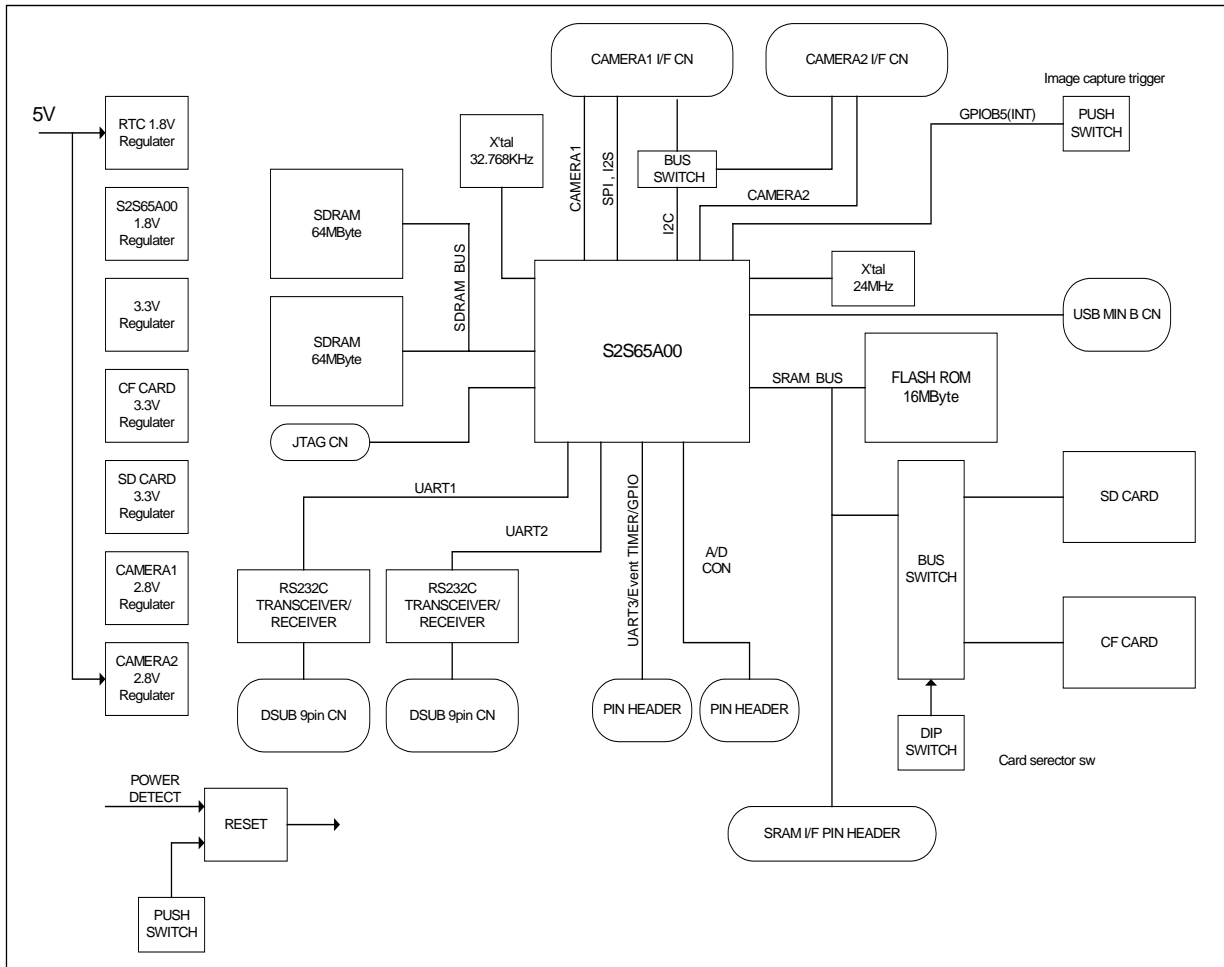 CAMERA1 I/F CN
CAMERA2 I/F CN
Image capture trigger
5V
RTC 1.8V
Regulater
GPIOB5(INT)
PUSH
SWITCH
X'tal
32.768KHz
CAMERA1
SPI , I2S
BUS
SWITCH
I2C
CAMERA2
S2S65A00
1.8V
Regulater
SDRAM
64MByte
SDRAM BUS
X'tal
24MHz
3.3V
Regulater
SDRAM
64MByte
S2S65A00
USB MIN B CN
CF CARD
3.3V
Regulater
SRAM BUS
FLASH ROM
16MByte
JTAG CN
SD CARD
3.3V
Regulater
UART1
UART2
UART3/Event TIMER/GPIO
A/D
CON
BUS
SWITCH
SD CARD
CAMERA1
2.8V
Regulater
RS232C
TRANSCEIVER/
RECEIVER
RS232C
TRANSCEIVER/
RECEIVER
CF CARD
CAMERA2
2.8V
Regulater
DSUB 9pin CN
DSUB 9pin CN
PIN HEADER
PIN HEADER
DIP
SWITCH
Card serector sw
POWER
DETECT
RESET
SRAM I/F PIN HEADER
PUSH
SWITCH